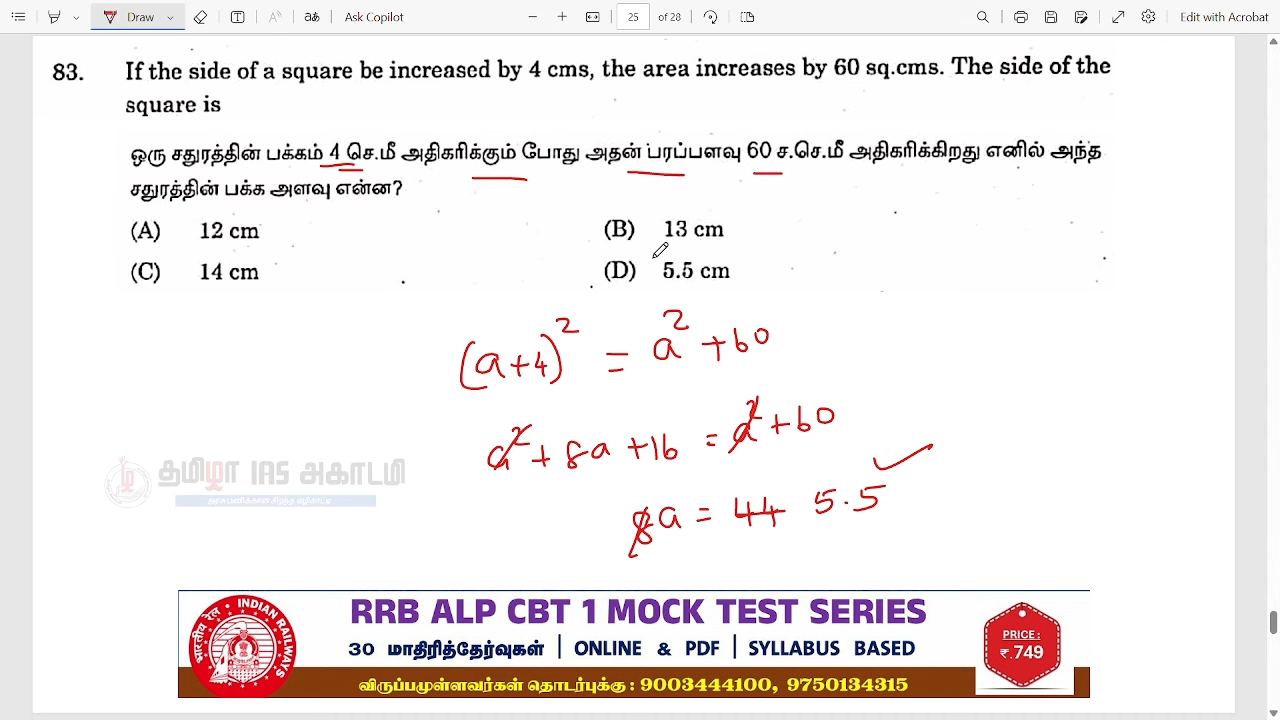 Draw
Ask Copilot
25 of 28
Edit with Acrobat
83. If the side of a square be increased by 4 cms, the area increases by 60 sq.cms. The side of the
square is
ஒரு சதுரத்தின் பக்கம் 4 செ.மீ அதிகரிக்கும் போது அதன் பரப்பளவு 60 ச.செ.மீ அதிகரிக்கிறது எனில் அந்த
சதுரத்தின் பக்க அளவு என்ன?
(A) 12 cm (B) 13 cm
(C) 14 cm (D) 5.5 cm
(a+4)² = a² +60
a² + 8a +16 = a² +60
8a = 44 5.5
தமிழா IAS அகாடமி
RRB ALP CBT 1 MOCK TEST SERIES
30 மாதிரித்தேர்வுகள் | ONLINE & PDF | SYLLABUS BASED
விருப்பமுள்ளவர்கள் தொடர்புக்கு : 9003444100, 9750134315
INDIAN RAILWAYS
भारतीय रेल
PRICE :
₹.749